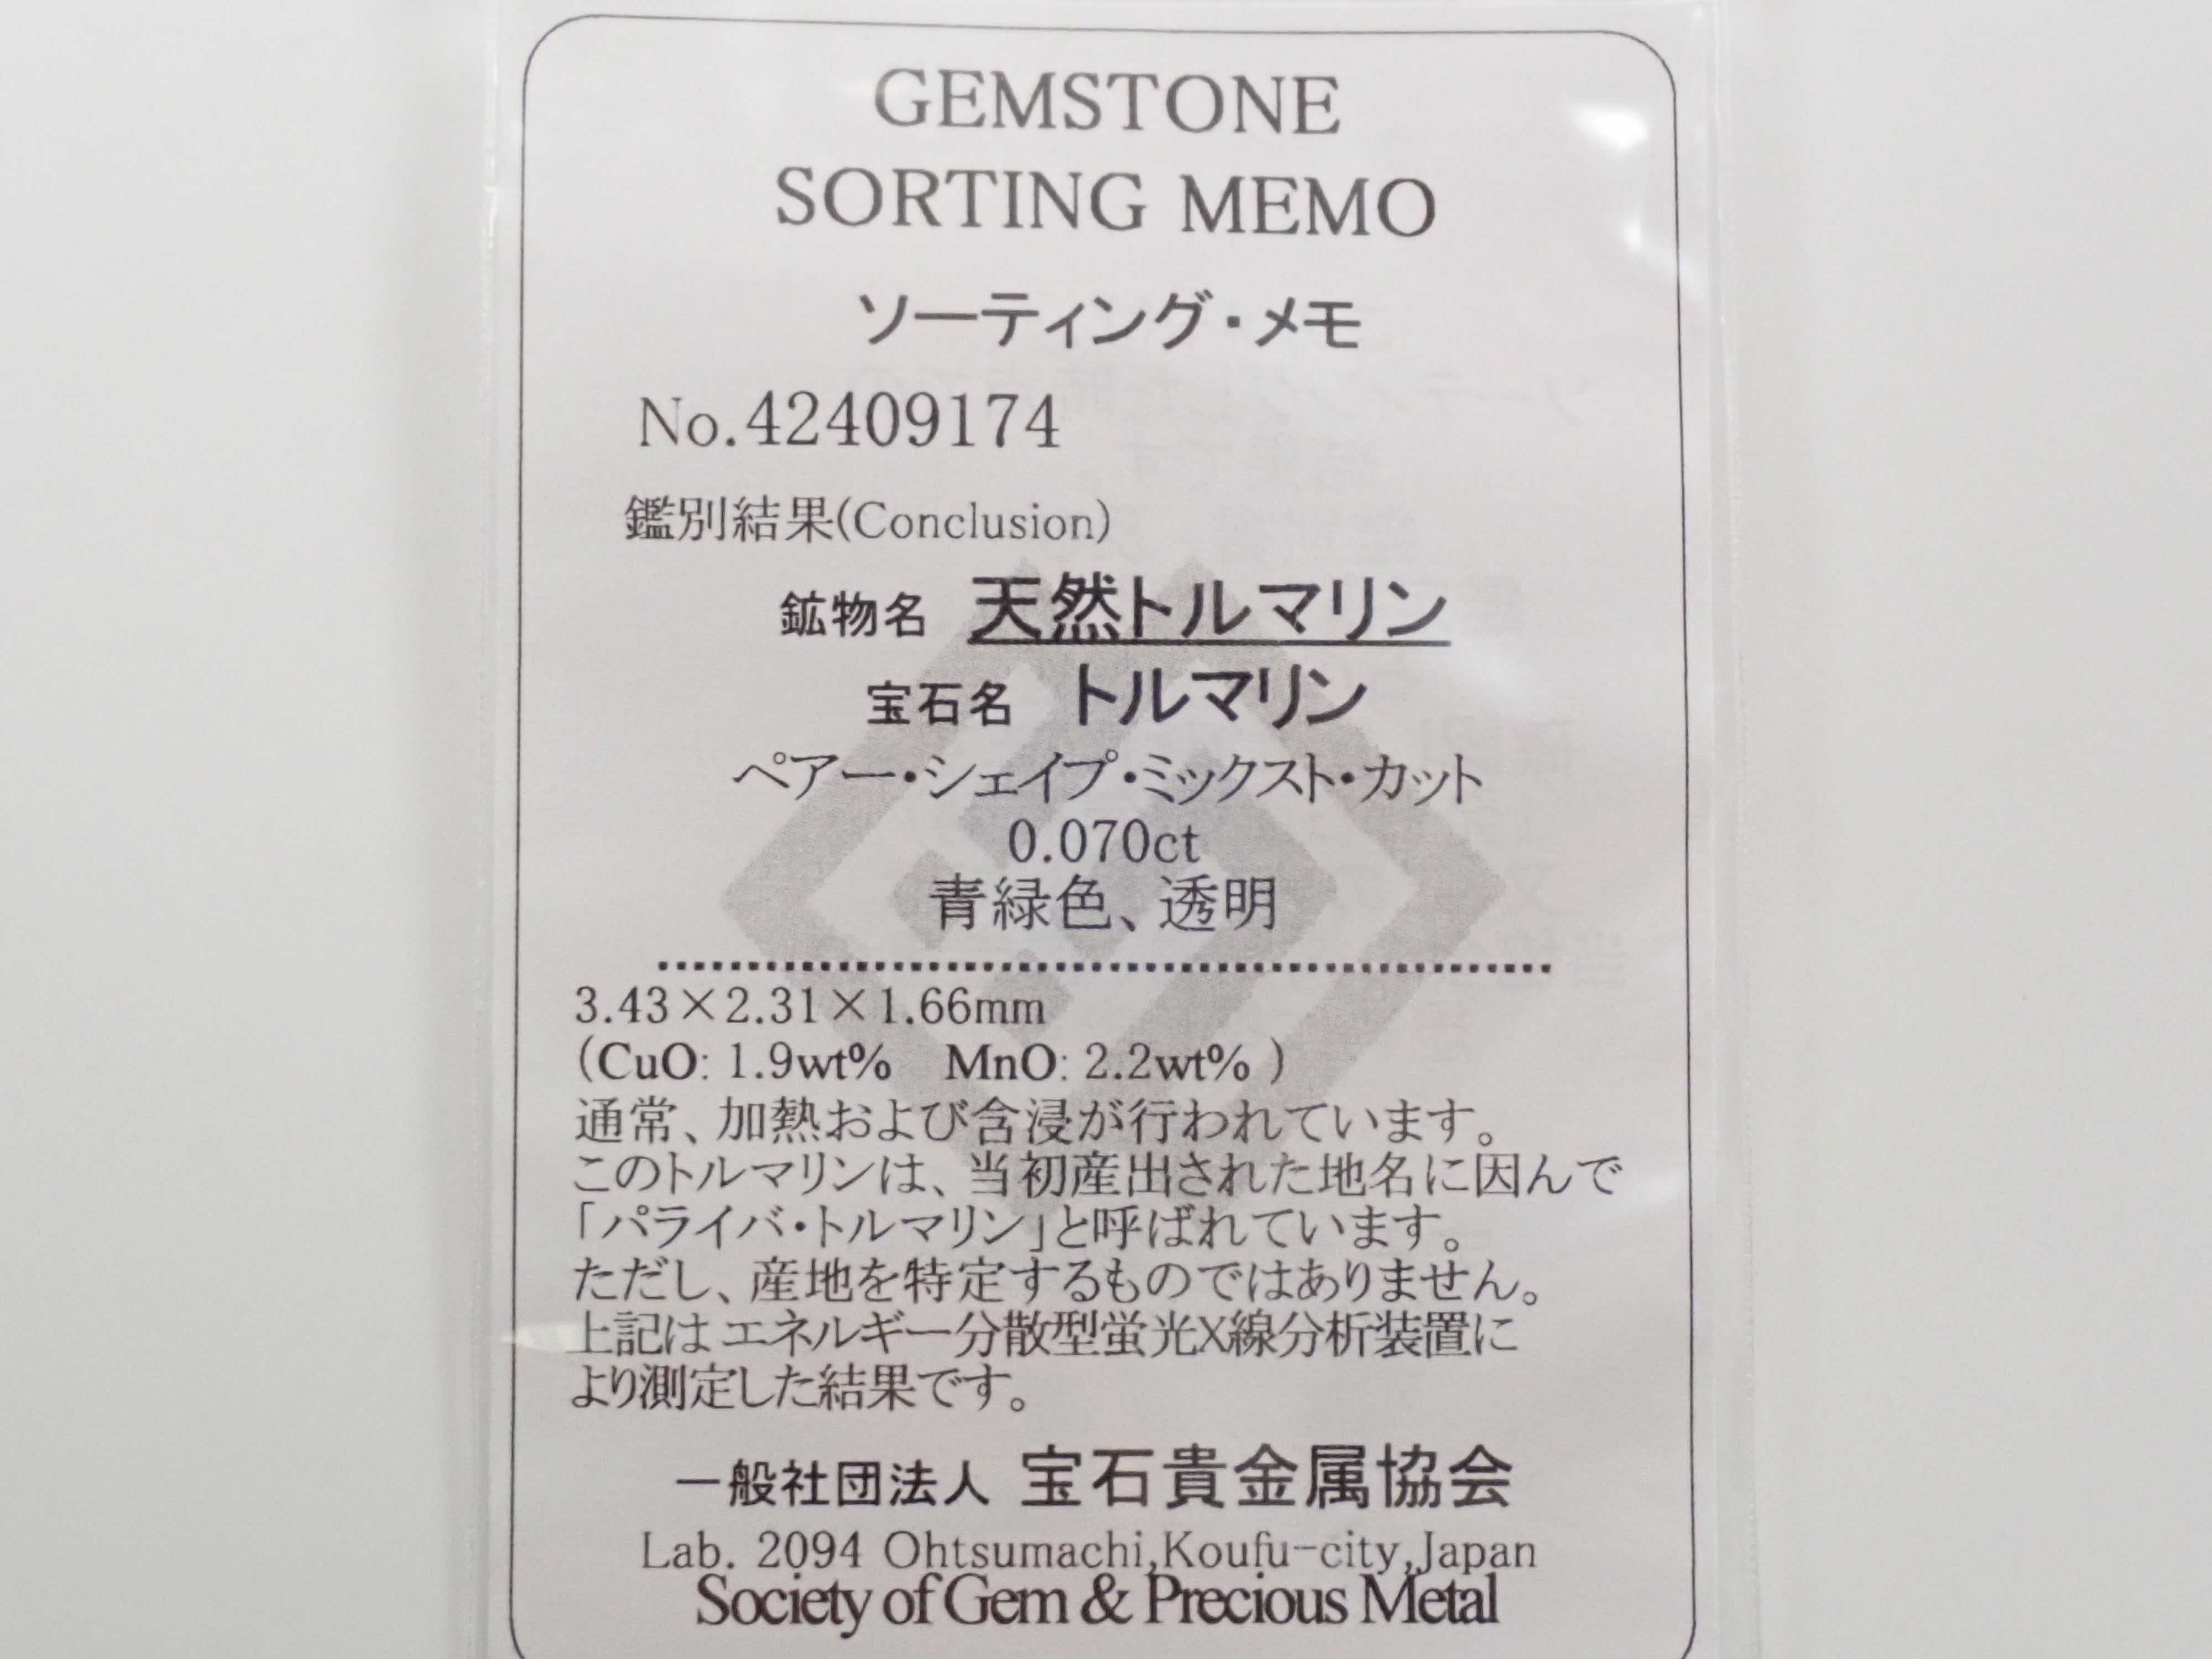 GEMSTONE
SORTING MEMO
ソーティング・メモ
No.42409174
鑑別結果(Conclusion)
鉱物名 天然トルマリン
宝石名 トルマリン
ペアー・シェイプ・ミックスト・カット
0.070ct
青緑色、透明
3.43×2.31×1.66mm
(CuO: 1.9wt% MnO: 2.2wt% )
通常、加熱および含浸が行われています。
このトルマリンは、当初産出された地名に因んで
「パライバ・トルマリン」と呼ばれています。
ただし、産地を特定するものではありません。
上記はエネルギー分散型蛍光X線分析装置に
より測定した結果です。
一般社団法人 宝石貴金属協会
Lab. 2094 Ohtsumachi,Koufu-city,Japan
Society of Gem & Precious Metal